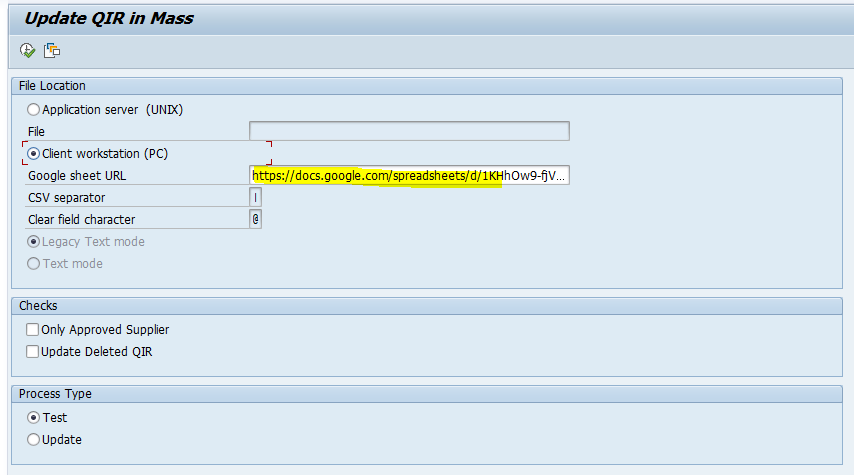 Update QIR in Mass
File Location
Application server (UNIX)
File
Client workstation (PC)
Google sheet URL https://docs.google.com/spreadsheets/d/1KHhOw9-fjV...
CSV separator |
Clear field character @
Legacy Text mode
Text mode
Checks
Only Approved Supplier
Update Deleted QIR
Process Type
Test
Update